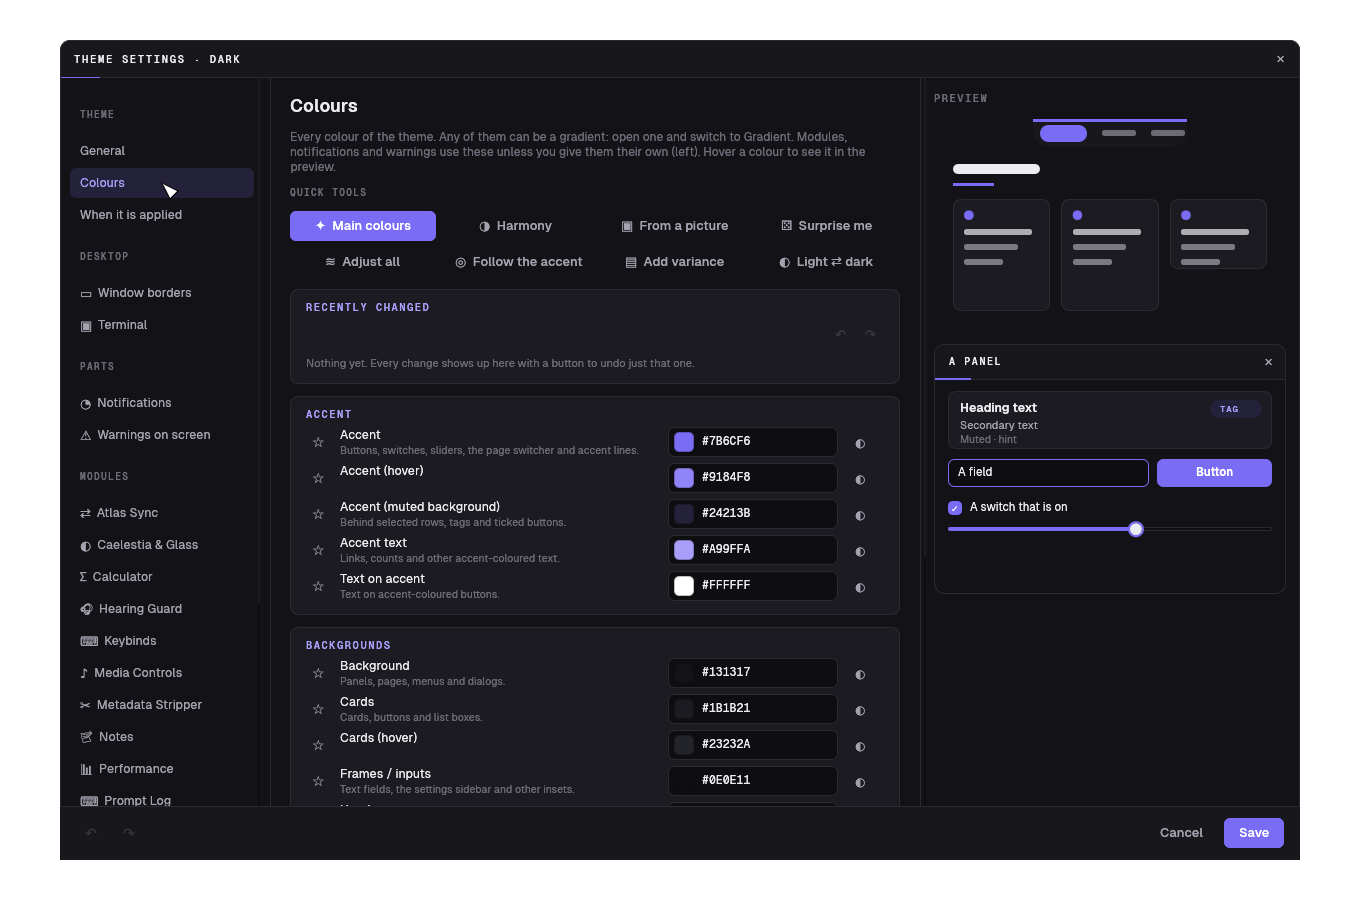 THEME SETTINGS · DARK
×
THEME
General
Colours
When it is applied
DESKTOP
Window borders
Terminal
PARTS
Notifications
Warnings on screen
MODULES
Atlas Sync
Caelestia & Glass
Σ Calculator
Hearing Guard
Keybinds
Media Controls
Metadata Stripper
Notes
Performance
Prompt Log
Colours
Every colour of the theme. Any of them can be a gradient: open one and switch to Gradient. Modules,
notifications and warnings use these unless you give them their own (left). Hover a colour to see it in the
preview.
QUICK TOOLS
Main colours
Harmony
From a picture
Surprise me
Adjust all
Follow the accent
Add variance
Light ⇄ dark
RECENTLY CHANGED
Nothing yet. Every change shows up here with a button to undo just that one.
ACCENT
Accent
Buttons, switches, sliders, the page switcher and accent lines.
#7B6CF6
Accent (hover)
#9184F8
Accent (muted background)
Behind selected rows, tags and ticked buttons.
#24213B
Accent text
Links, counts and other accent-coloured text.
#A99FFA
Text on accent
Text on accent-coloured buttons.
#FFFFFF
BACKGROUNDS
Background
Panels, pages, menus and dialogs.
#131317
Cards
Cards, buttons and list boxes.
#1B1B21
Cards (hover)
#23232A
Frames / inputs
Text fields, the settings sidebar and other insets.
#0E0E11
PREVIEW
A PANEL
×
Heading text
TAG
Secondary text
Muted · hint
A field
Button
A switch that is on
Cancel
Save